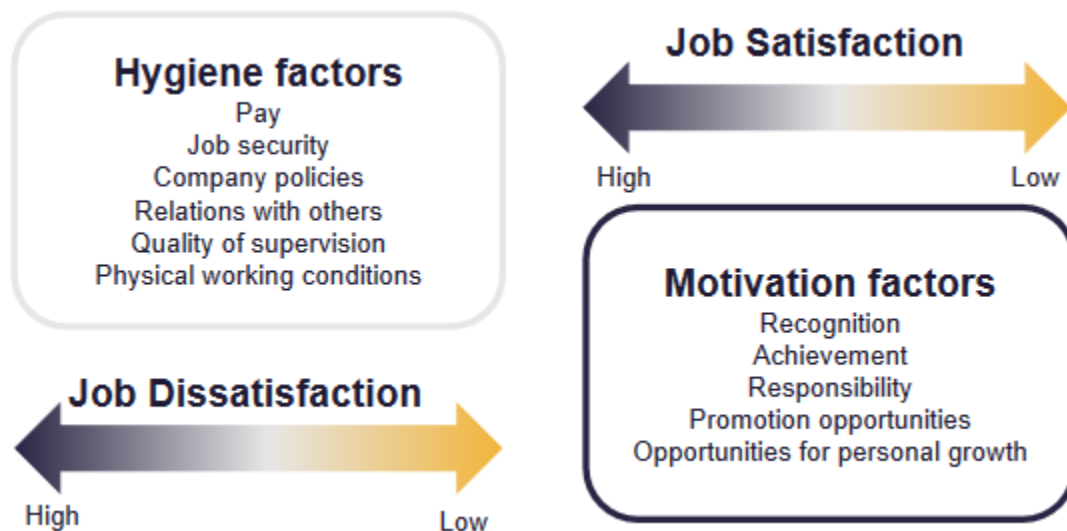 Hygiene factors
Pay
Job security
Company policies
Relations with others
Quality of supervision
Physical working conditions
Job Dissatisfaction
High
Low
Job Satisfaction
High
Low
Motivation factors
Recognition
Achievement
Responsibility
Promotion opportunities
Opportunities for personal growth